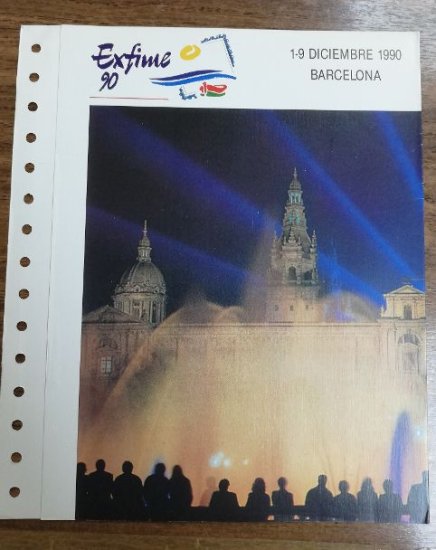 Exfime
90
1-9 DICIEMBRE 1990
BARCELONA